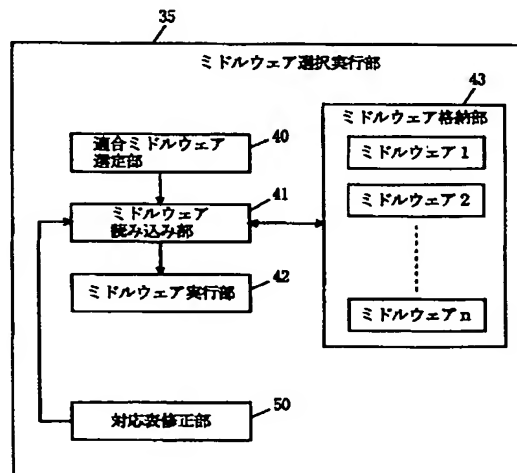 35
ミドルウェア選択実行部
43
ミドルウェア格納部
適合ミドルウェア
選定部
40
ミドルウェア1
ミドルウェア
読み込み部
41
ミドルウェア2
ミドルウェア実行部
42
ミドルウェアn
対応表修正部
50